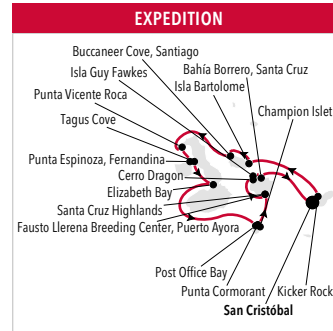 EXPEDITION
Buccaneer Cove, Santiago
Isla Guy Fawkes
Bahía Borrero, Santa Cruz
Isla Bartolome
Punta Vicente Roca
Champion Islet
Tagus Cove
Punta Espinoza, Fernandina
Cerro Dragon
Elizabeth Bay
Santa Cruz Highlands
Fausto Llerena Breeding Center, Puerto Ayora
Post Office Bay
Punta Cormorant
Kicker Rock
San Cristóbal